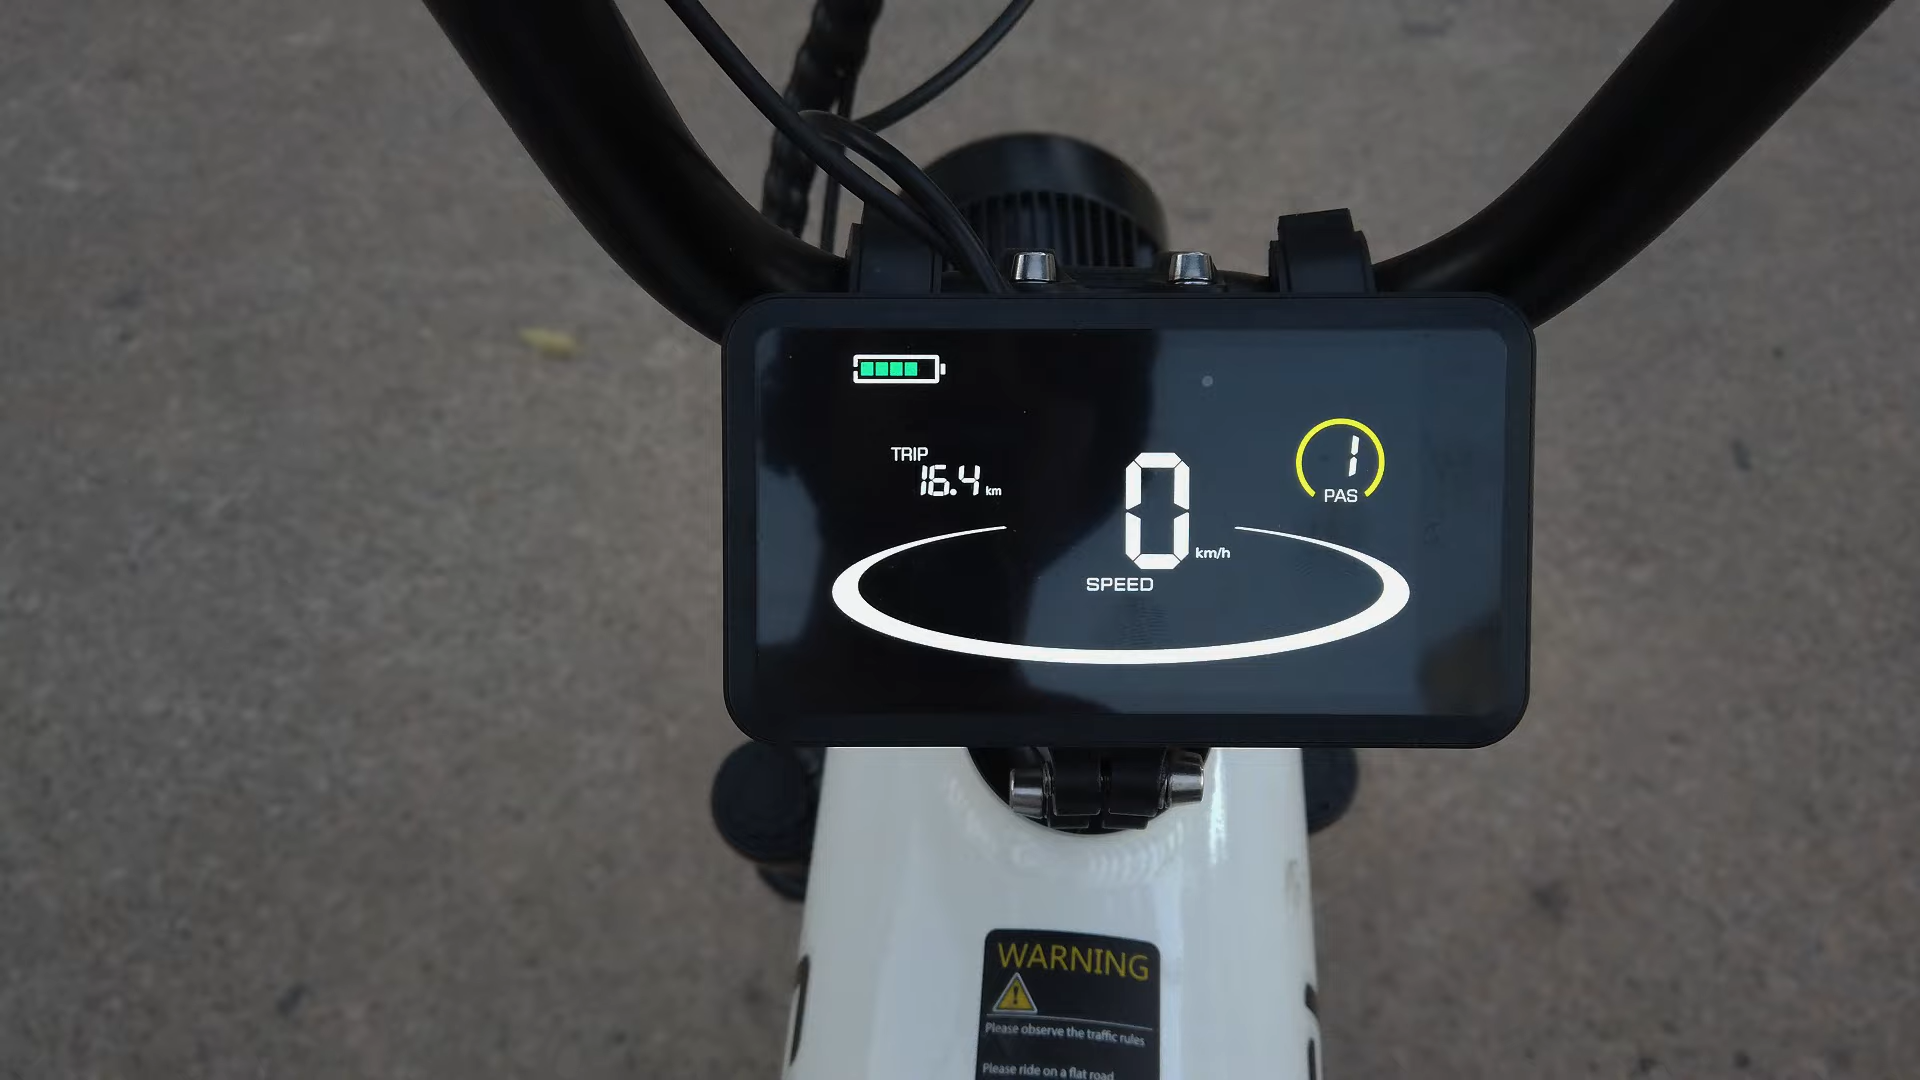 TRIP
16.4 km
0 km/h
SPEED
1
PAS
WARNING
Please observe the traffic rules
Please ride on a flat road